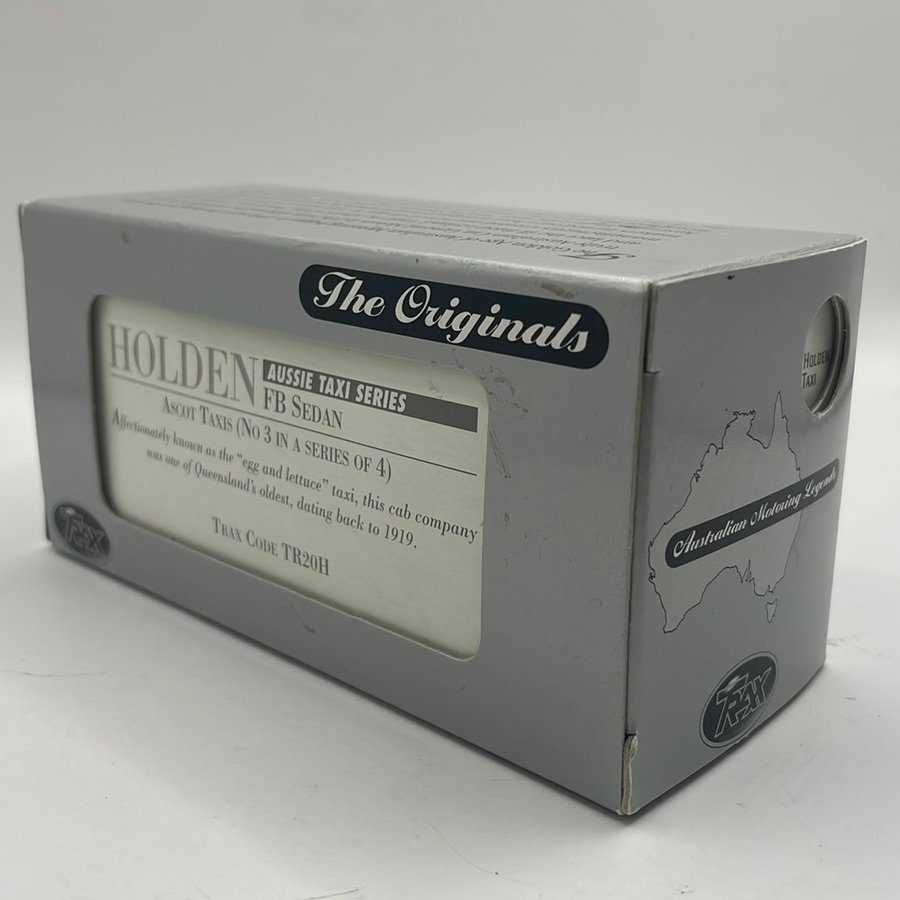 The Originals
HOLDEN
AUSSIE TAXI SERIES
FB SEDAN
ASCOT TAXIS (NO 3 IN A SERIES OF 4)
Affectionately known as the "egg and lettuce" taxi, this cab company
was one of Queensland's oldest, dating back to 1919.
TRAX CODE TR20H
TRAX
HOLDEN
TAXI
Australian Motoring Legends
TRAX